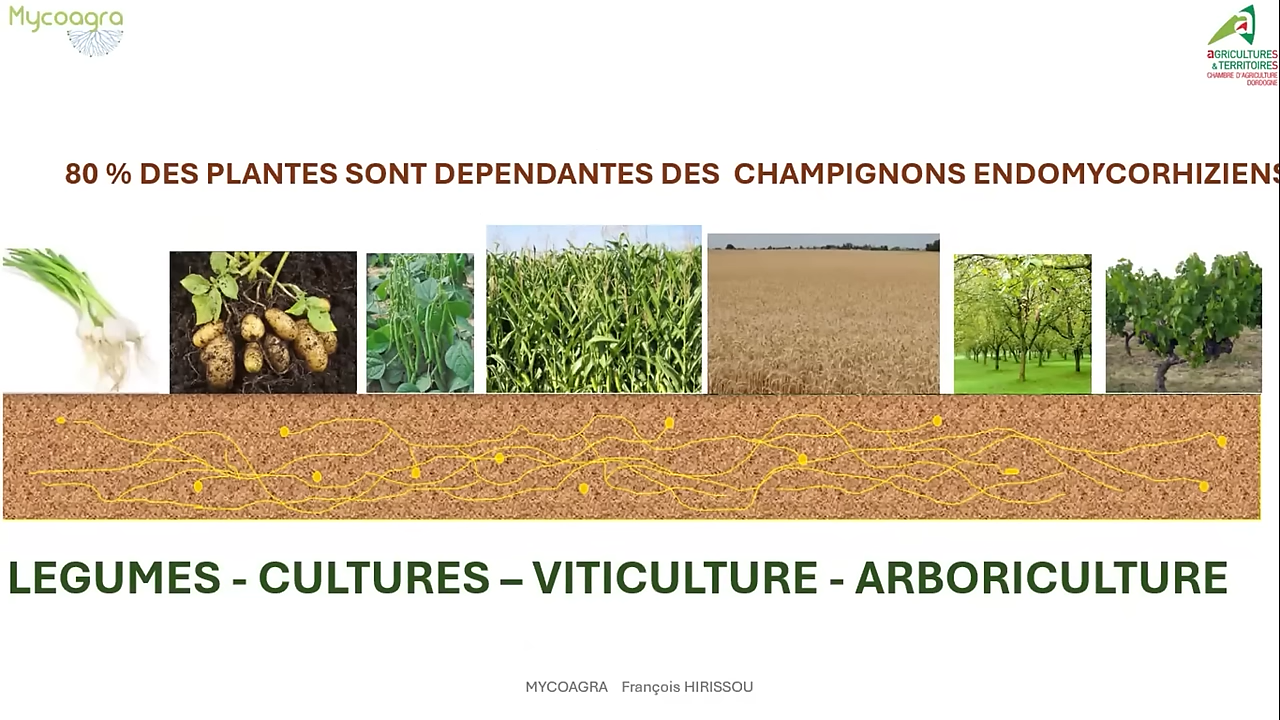 Mycoagra
aGRICULTURES
& TERRITOIRES
CHAMBRE D'AGRICULTURE
DORDOGNE
80 % DES PLANTES SONT DEPENDANTES DES CHAMPIGNONS ENDOMYCORHIZIENS
LEGUMES - CULTURES – VITICULTURE - ARBORICULTURE
MYCOAGRA François HIRISSOU